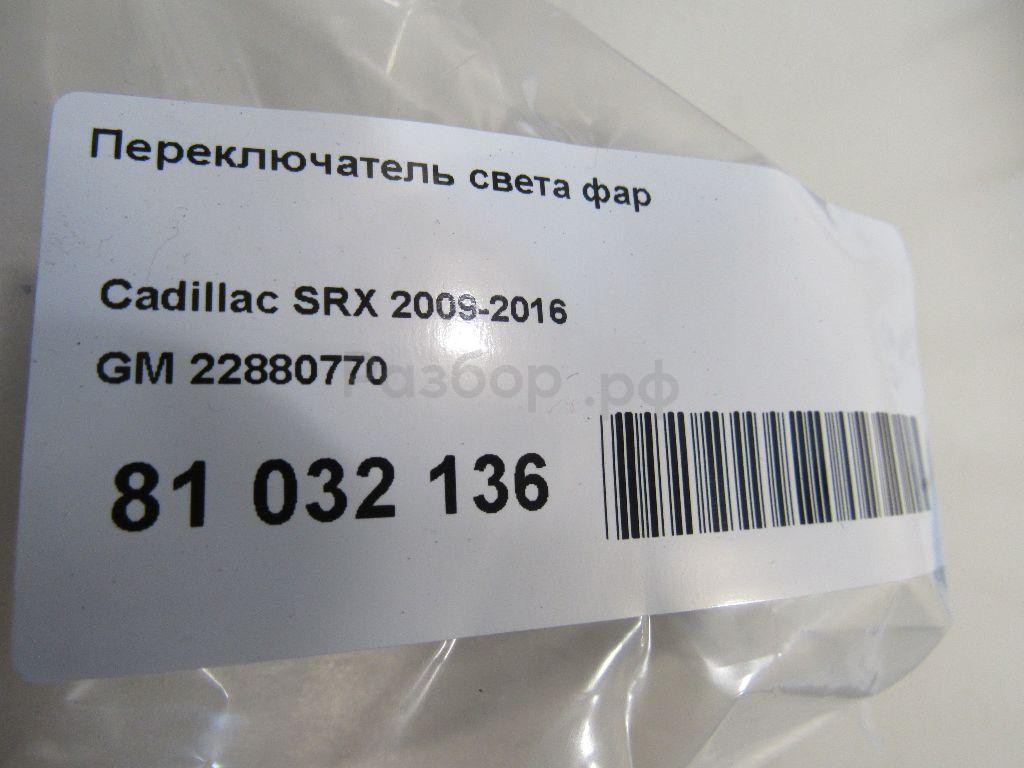 Переключатель света фар
Cadillac SRX 2009-2016
GM 22880770
Разбор.рф
81 032 136